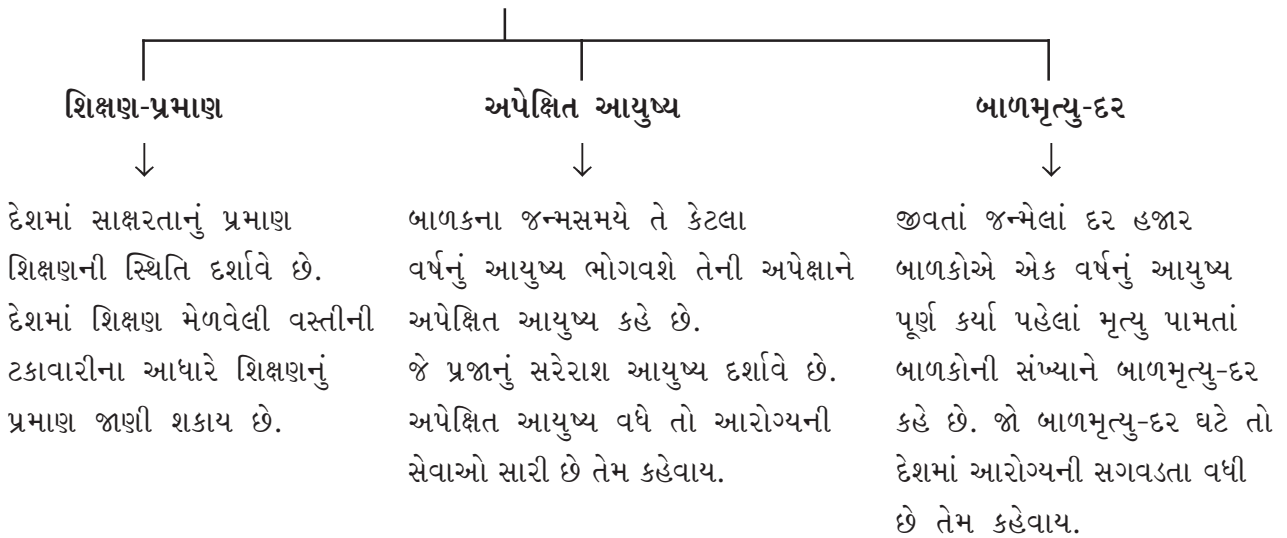 શિક્ષણ-પ્રમાણ
↓
દેશમાં સાક્ષરતાનું પ્રમાણ
શિક્ષણની સ્થિતિ દર્શાવે છે.
દેશમાં શિક્ષણ મેળવેલી વસ્તીની
ટકાવારીના આધારે શિક્ષણનું
પ્રમાણ જાણી શકાય છે.
અપેક્ષિત આયુષ્ય
↓
બાળકના જન્મસમયે તે કેટલા
વર્ષનું આયુષ્ય ભોગવશે તેની અપેક્ષાને
અપેક્ષિત આયુષ્ય કહે છે.
જે પ્રજાનું સરેરાશ આયુષ્ય દર્શાવે છે.
અપેક્ષિત આયુષ્ય વધે તો આરોગ્યની
સેવાઓ સારી છે તેમ કહેવાય.
બાળમૃત્યુ-દર
↓
જીવતાં જન્મેલાં દર હજાર
બાળકોએ એક વર્ષનું આયુષ્ય
પૂર્ણ કર્યા પહેલાં મૃત્યુ પામતાં
બાળકોની સંખ્યાને બાળમૃત્યુ-દર
કહે છે. જો બાળમૃત્યુ-દર ઘટે તો
દેશમાં આરોગ્યની સગવડતા વધી
છે તેમ કહેવાય.